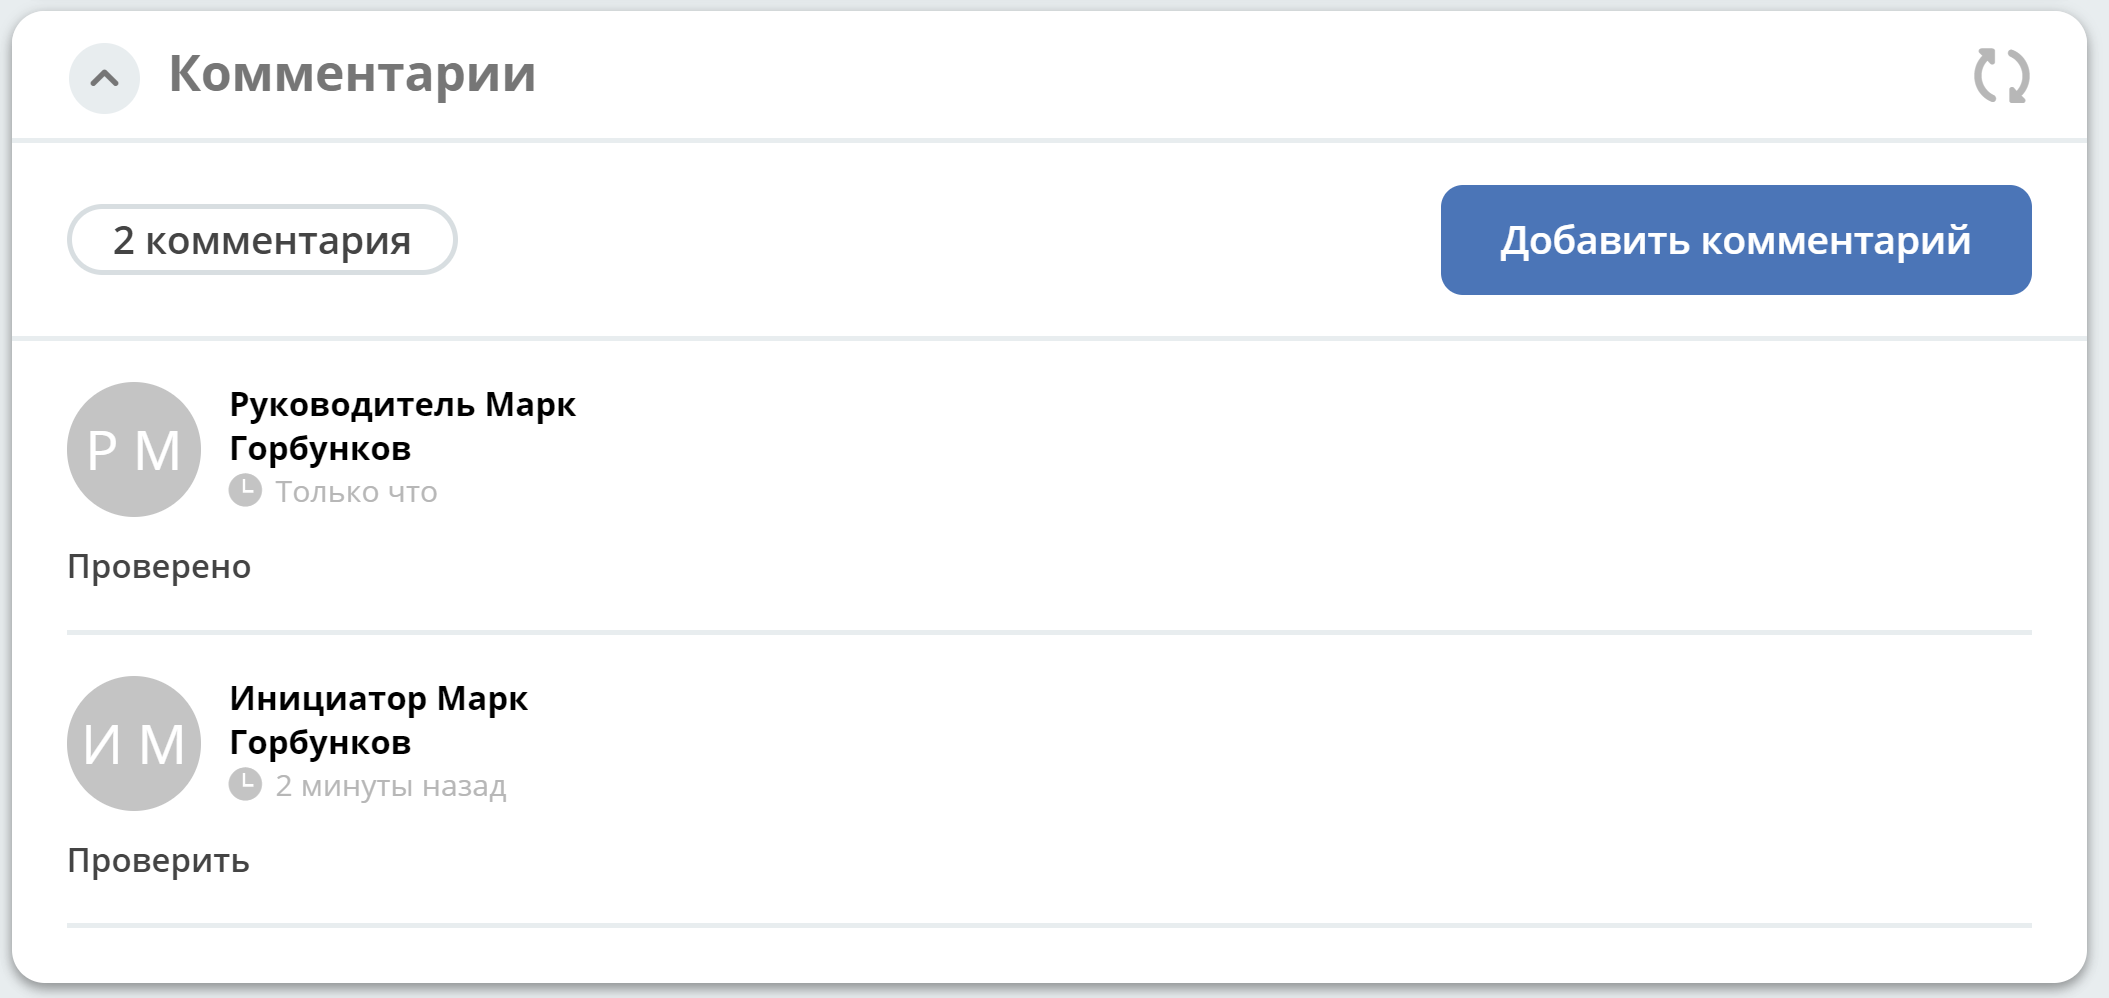 Комментарии
2 комментария
Добавить комментарий
Р М
Руководитель Марк
Горбунков
Только что
Проверено
И М
Инициатор Марк
Горбунков
2 минуты назад
Проверить